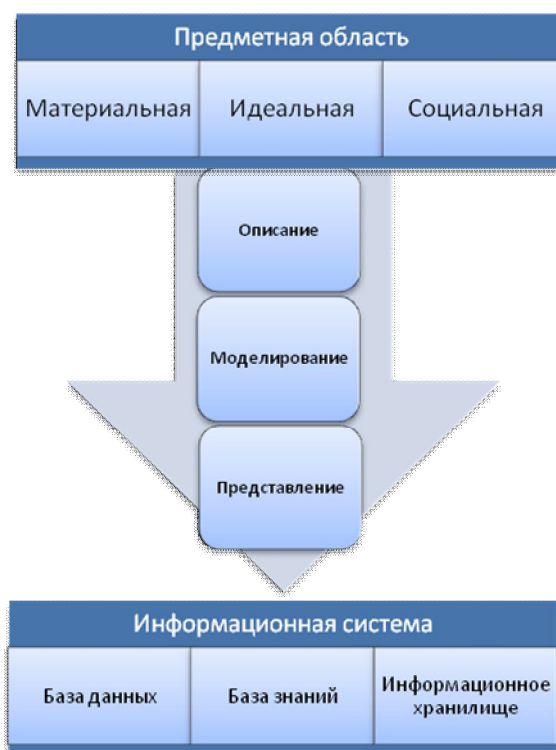 Предметная область
Материальная
Идеальная
Социальная
Описание
Моделирование
Представление
Информационная система
База данных
База знаний
Информационное
хранилище